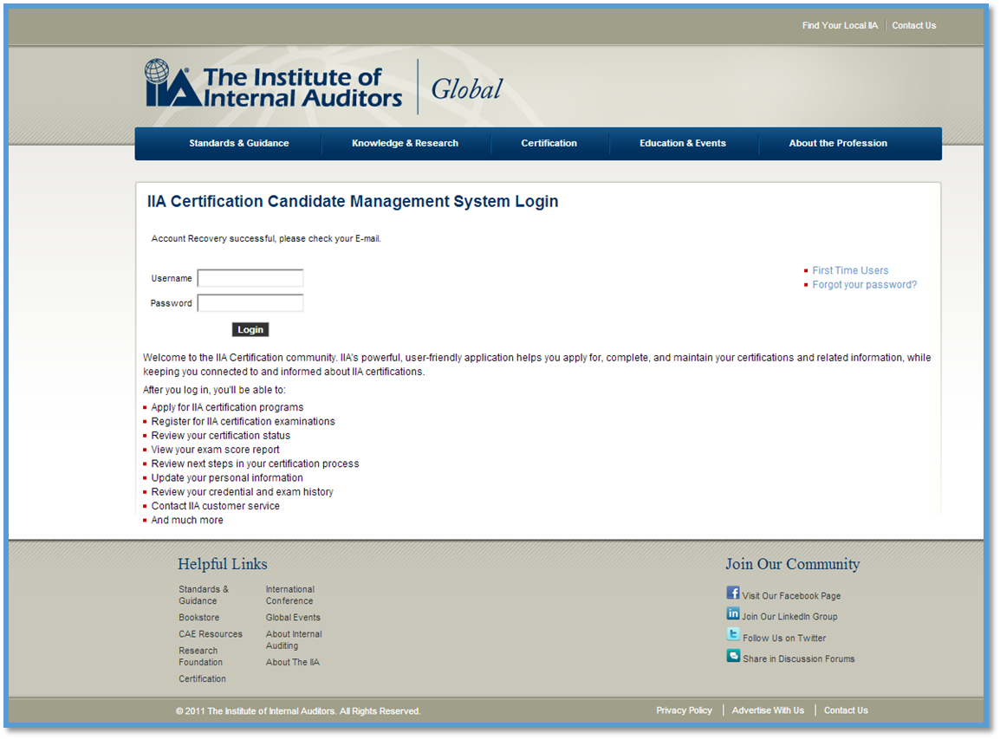 Find Your Local IIA
Contact Us
IIA® The Institute of
Internal Auditors
Global
Standards & Guidance
Knowledge & Research
Certification
Education & Events
About the Profession
IIA Certification Candidate Management System Login
Account Recovery successful, please check your E-mail.
Username
Password
Login
First Time Users
Forgot your password?
Welcome to the IIA Certification community. IIA's powerful, user-friendly application helps you apply for, complete, and maintain your certifications and related information, while
keeping you connected to and informed about IIA certifications.
After you log in, you'll be able to:
Apply for IIA certification programs
Register for IIA certification examinations
Review your certification status
View your exam score report
Review next steps in your certification process
Update your personal information
Review your credential and exam history
Contact IIA customer service
And much more
Helpful Links
Standards &
Guidance
Bookstore
CAE Resources
Research
Foundation
Certification
International
Conference
Global Events
About Internal
Auditing
About The IIA
Join Our Community
Visit Our Facebook Page
Join Our LinkedIn Group
Follow Us on Twitter
Share in Discussion Forums
© 2011 The Institute of Internal Auditors. All Rights Reserved.
Privacy Policy
Advertise With Us
Contact Us